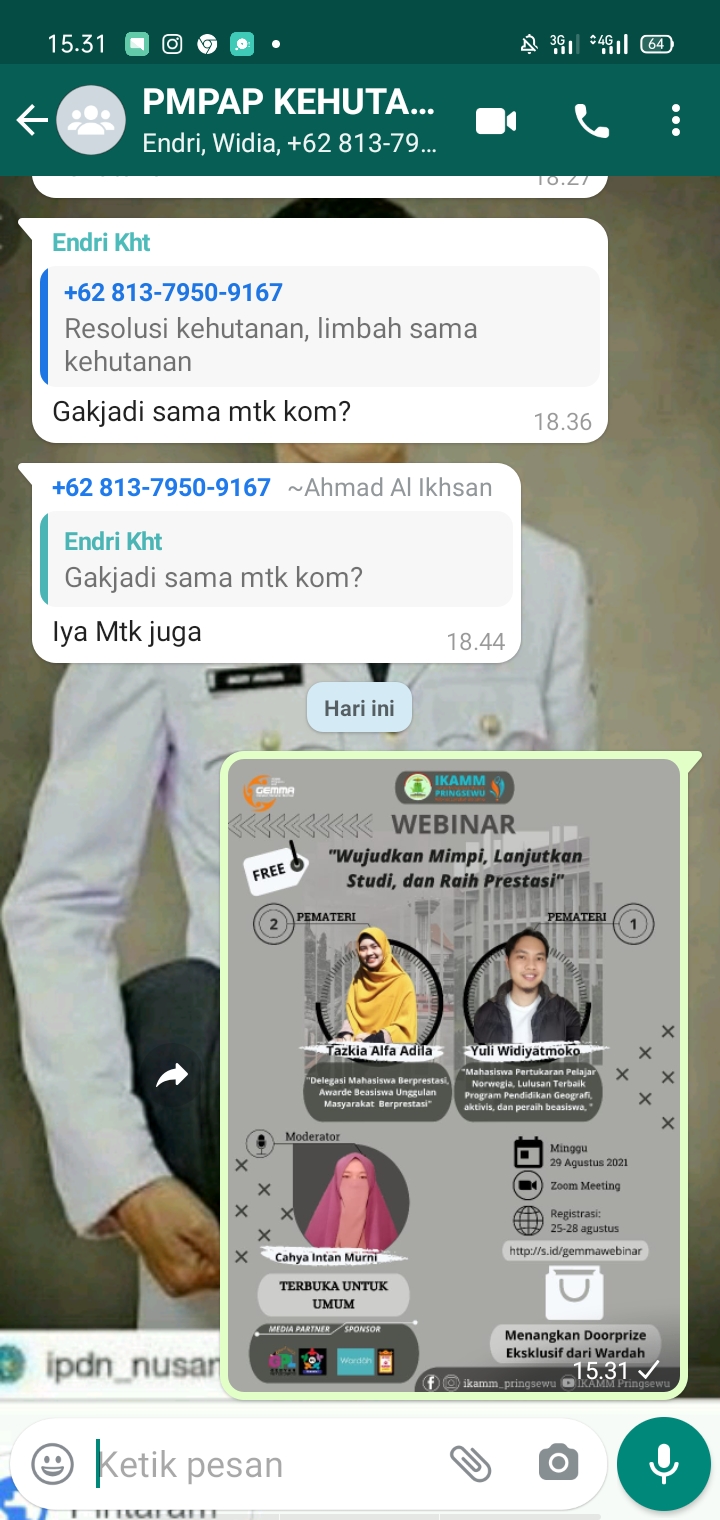 15.31
3G
4G
64
PMPAP KEHUTA...
Endri, Widia, +62 813-79...
18.27
Endri Kht
+62 813-7950-9167
Resolusi kehutanan, limbah sama
kehutanan
Gakjadi sama mtk kom?
18.36
+62 813-7950-9167 ~Ahmad Al Ikhsan
Endri Kht
Gakjadi sama mtk kom?
Iya Mtk juga
18.44
Hari ini
GEMMA
IKAMM
PRINGSEWU
WEBINAR
FREE
"Wujudkan Mimpi, Lanjutkan
Studi, dan Raih Prestasi"
2 PEMATERI
PEMATERI 1
Tazkia Alfa Adila
Yuli Widiyatmoko
"Delegasi Mahasiswa Berprestasi,
Awarde Beasiswa Unggulan
Masyarakat Berprestasi"
"Mahasiswa Pertukaran Pelajar
Norwegia, Lulusan Terbaik
Program Pendidikan Geografi,
aktivis, dan peraih beasiswa, "
Moderator
Cahya Intan Murni
Minggu
29 Agustus 2021
Zoom Meeting
Registrasi:
25-28 agustus
http://s.id/gemmawebinar
TERBUKA UNTUK
UMUM
MEDIA PARTNER
SPONSOR
Wardah
Menangkan Doorprize
Eksklusif dari Wardah
15.31
ikamm_pringsewu
IKAMM Pringsewu
ipdn_nusan
Ketik pesan